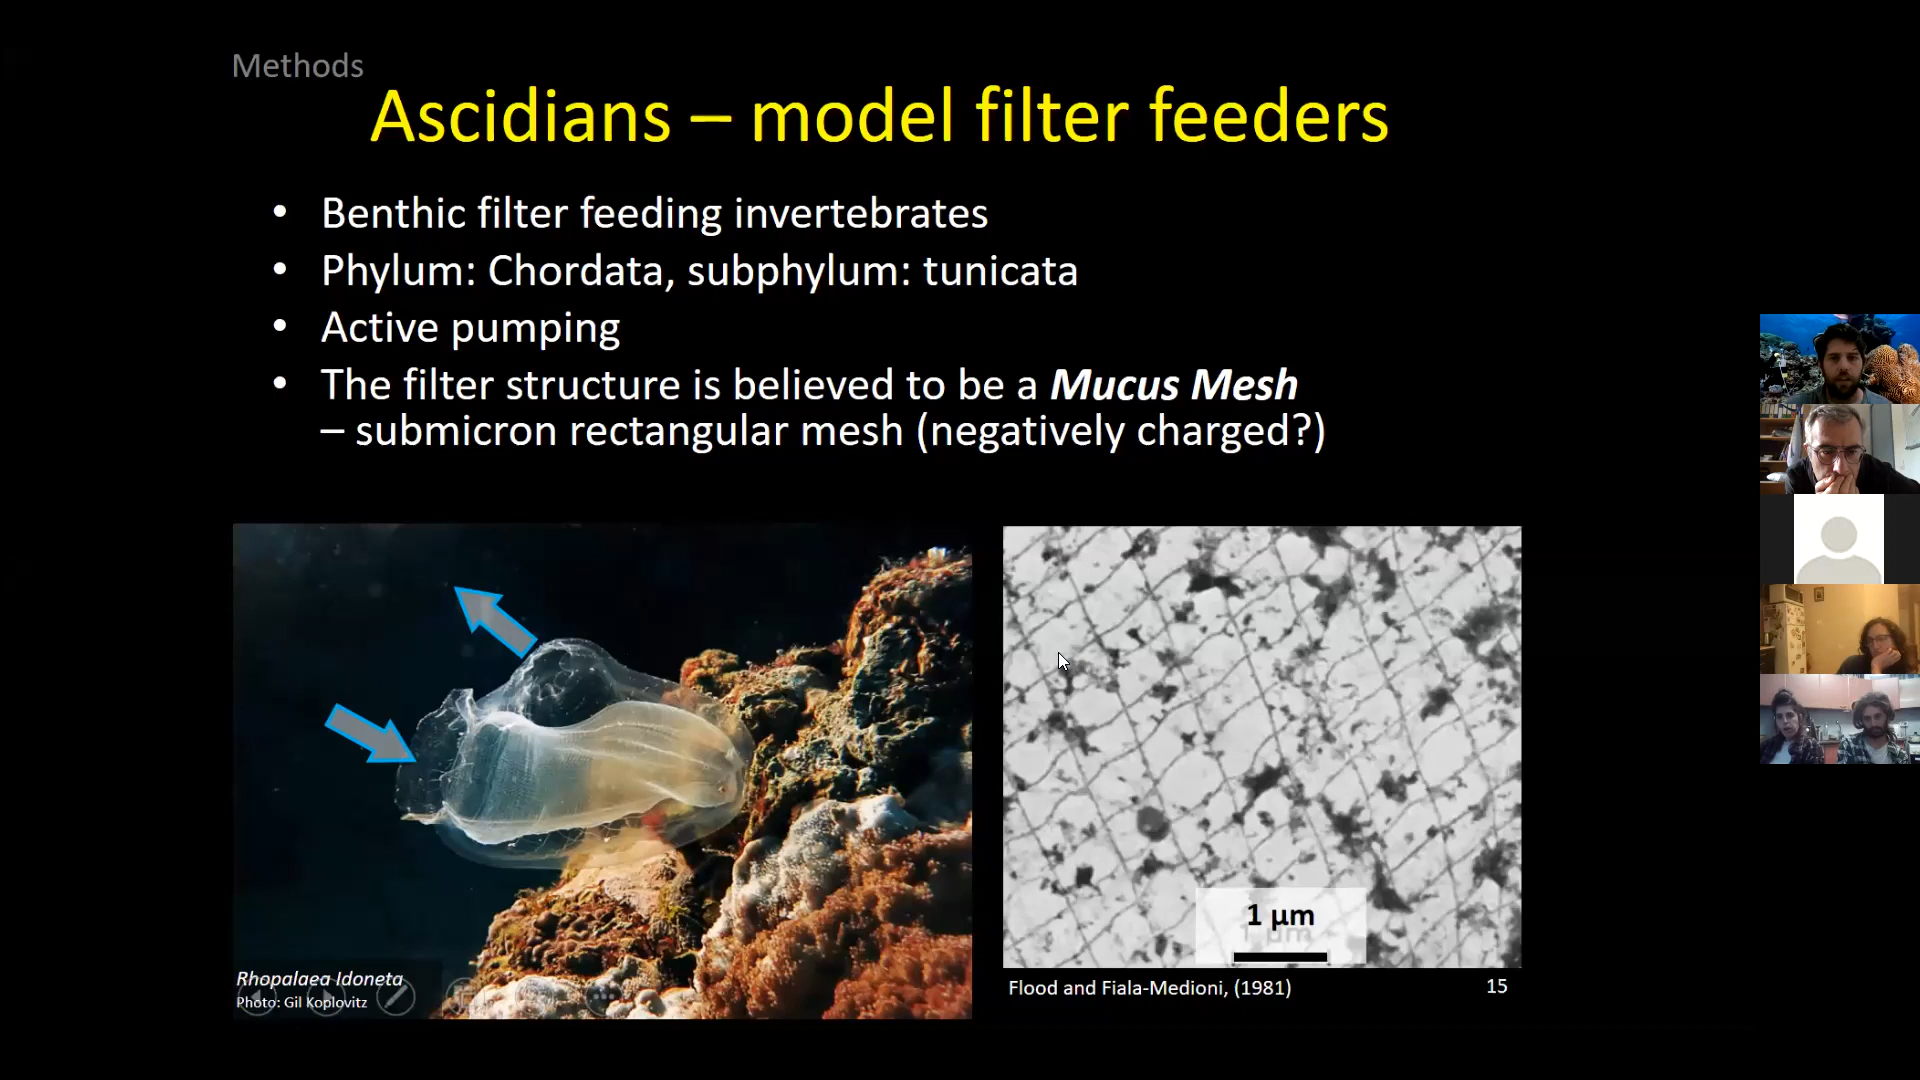 Methods
Ascidians – model filter feeders
• Benthic filter feeding invertebrates
• Phylum: Chordata, subphylum: tunicata
• Active pumping
• The filter structure is believed to be a Mucus Mesh
– submicron rectangular mesh (negatively charged?)
Rhopalaea Idoneta
Photo: Gil Koplovitz
1 µm
Flood and Fiala-Medioni, (1981)
15